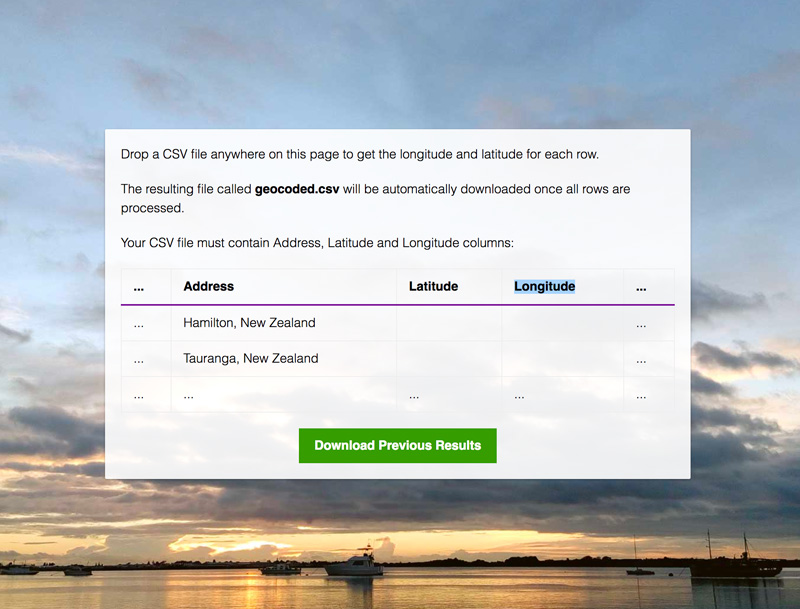 Drop a CSV file anywhere on this page to get the longitude and latitude for each row.
The resulting file called geocoded.csv will be automatically downloaded once all rows are
processed.
Your CSV file must contain Address, Latitude and Longitude columns:
... Address Latitude Longitude ...
... Hamilton, New Zealand ...
... Tauranga, New Zealand ...
... ... ... ... ...
Download Previous Results